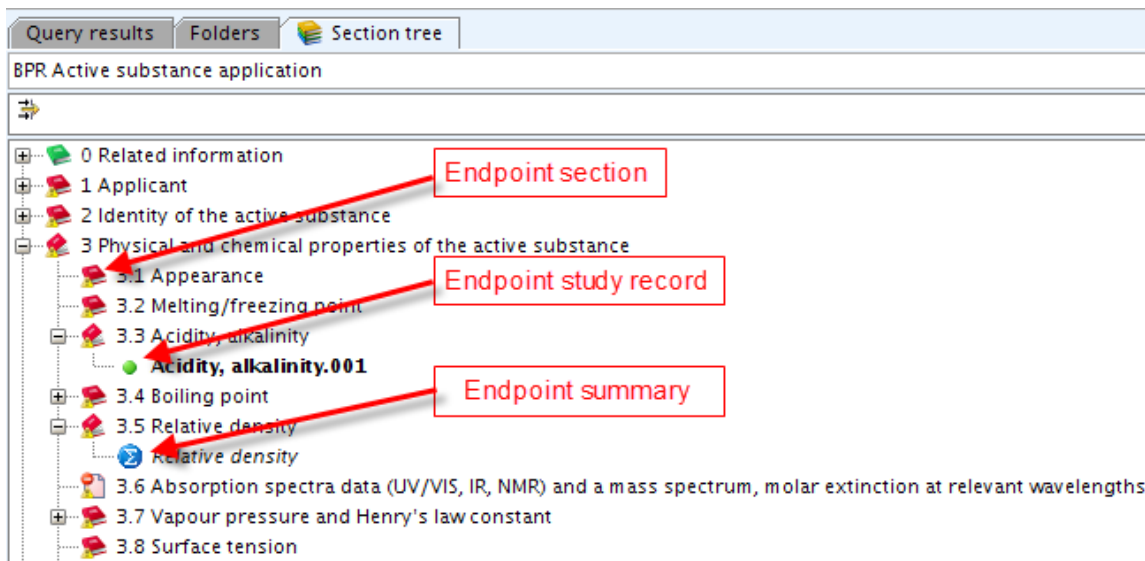 Query results Folders Section tree
BPR Active substance application
0 Related information
Endpoint section
1 Applicant
2 Identity of the active substance
3 Physical and chemical properties of the active substance
3.1 Appearance
Endpoint study record
3.2 Melting/freezing point
3.3 Acidity, alkalinity
Acidity, alkalinity.001
3.4 Boiling point
Endpoint summary
3.5 Relative density
Relative density
3.6 Absorption spectra data (UV/VIS, IR, NMR) and a mass spectrum, molar extinction at relevant wavelengths
3.7 Vapour pressure and Henry's law constant
3.8 Surface tension